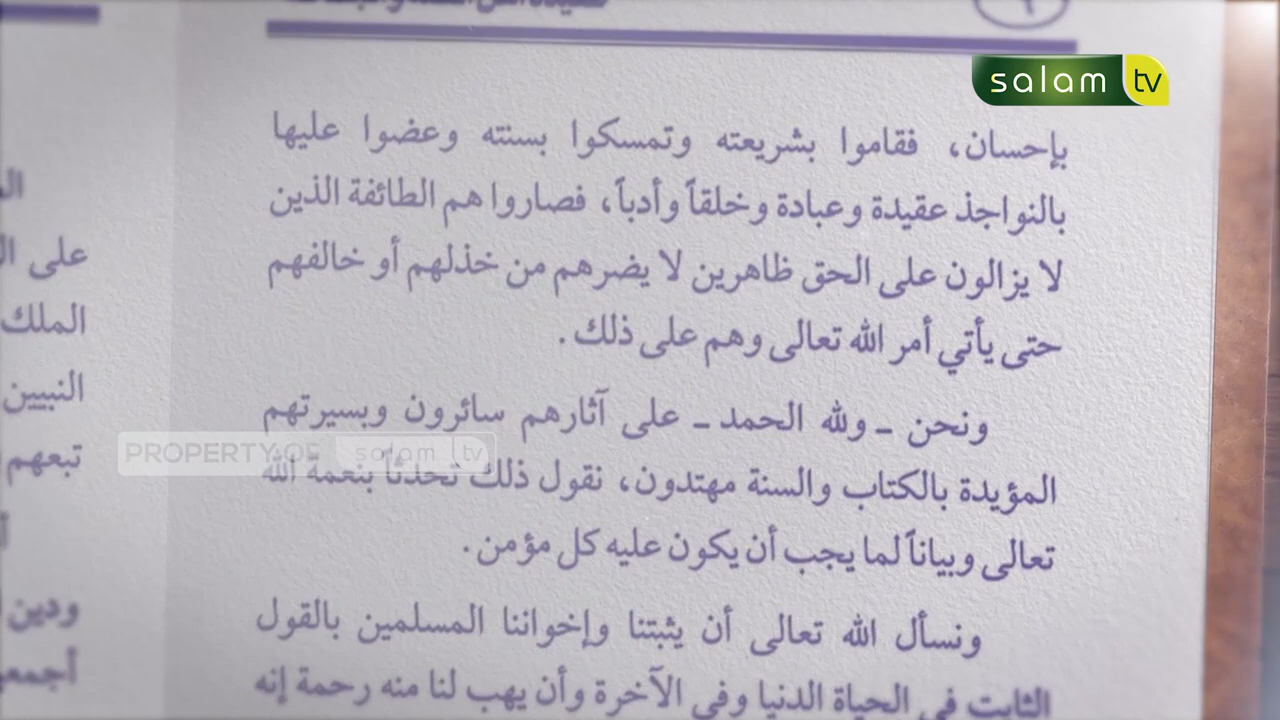 salam tv
بإحسان، فقاموا بشريعته وتمسكوا بسنته وعضوا عليها
بالنواجذ عقيدة وعبادة وخلقاً وأدباً، فصاروا هم الطائفة الذين
لا يزالون على الحق ظاهرين لا يضرهم من خذلهم أو خالفهم
حتى يأتي أمر الله تعالى وهم على ذلك.
ونحن ـ ولله الحمد ـ على آثارهم سائرون وبسيرتهم
المؤيدة بالكتاب والسنة مهتدون، نقول ذلك تحدثاً بنعمة الله
تعالى وبياناً لما يجب أن يكون عليه كل مؤمن.
ونسأل الله تعالى أن يثبتنا وإخواننا المسلمين بالقول
الثابت في الحياة الدنيا وفي الآخرة وأن يهب لنا منه رحمة إنه
على
الملك
النبيين
تبعهم
ودين
PROPERTY OF salam tv